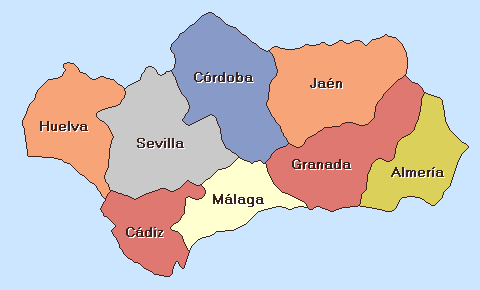 Córdoba
Jaén
Huelva
Sevilla
Granada
Almería
Málaga
Cádiz